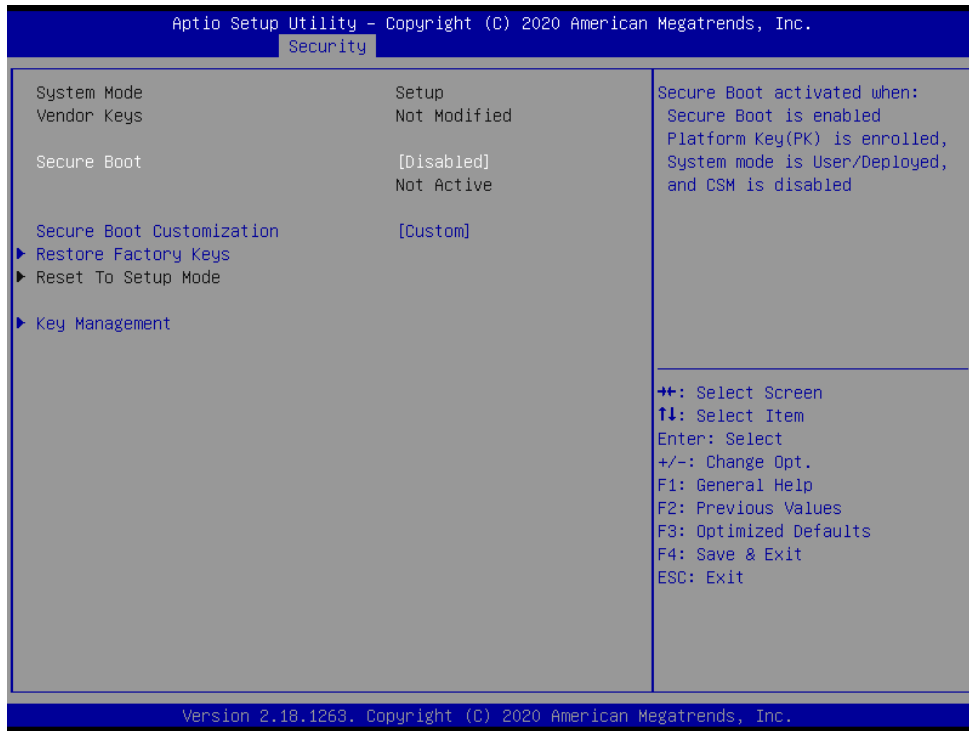 Aptio Setup Utility – Copyright (C) 2020 American Megatrends, Inc.
Security
System Mode Setup
Vendor Keys Not Modified
Secure Boot [Disabled]
Not Active
Secure Boot Customization [Custom]
▶ Restore Factory Keys
▶ Reset To Setup Mode
▶ Key Management
Secure Boot activated when:
Secure Boot is enabled
Platform Key(PK) is enrolled,
System mode is User/Deployed,
and CSM is disabled
→←: Select Screen
↑↓: Select Item
Enter: Select
+/-: Change Opt.
F1: General Help
F2: Previous Values
F3: Optimized Defaults
F4: Save & Exit
ESC: Exit
Version 2.18.1263. Copyright (C) 2020 American Megatrends, Inc.